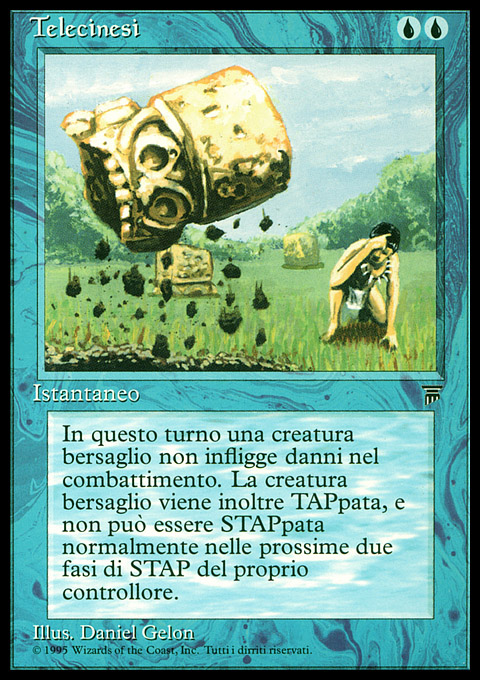 Telecinesi
Istantaneo
In questo turno una creatura
bersaglio non infligge danni nel
combattimento. La creatura
bersaglio viene inoltre TAPpata, e
non può essere STAPpata
normalmente nelle prossime due
fasi di STAP del proprio
controllore.
Illus. Daniel Gelon
© 1995 Wizards of the Coast, Inc. Tutti i dirriti riservati.